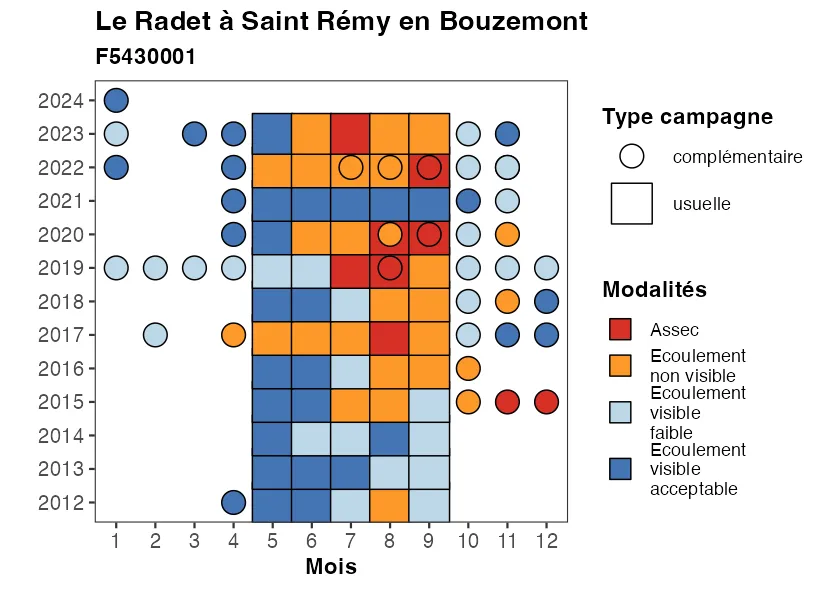 Le Radet à Saint Rémy en Bouzemont
F5430001
2024
2023
2022
2021
2020
2019
2018
2017
2016
2015
2014
2013
2012
1 2 3 4 5 6 7 8 9 10 11 12
Mois
Type campagne
complémentaire
usuelle
Modalités
Assec
Ecoulement
non visible
Ecoulement
visible
faible
Ecoulement
visible
acceptable